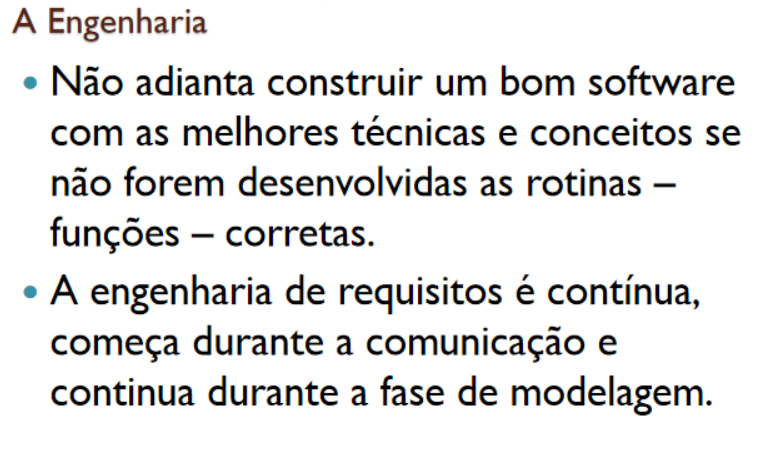 A Engenharia
• Não adianta construir um bom software
com as melhores técnicas e conceitos se
não forem desenvolvidas as rotinas –
funções – corretas.
• A engenharia de requisitos é contínua,
começa durante a comunicação e
continua durante a fase de modelagem.